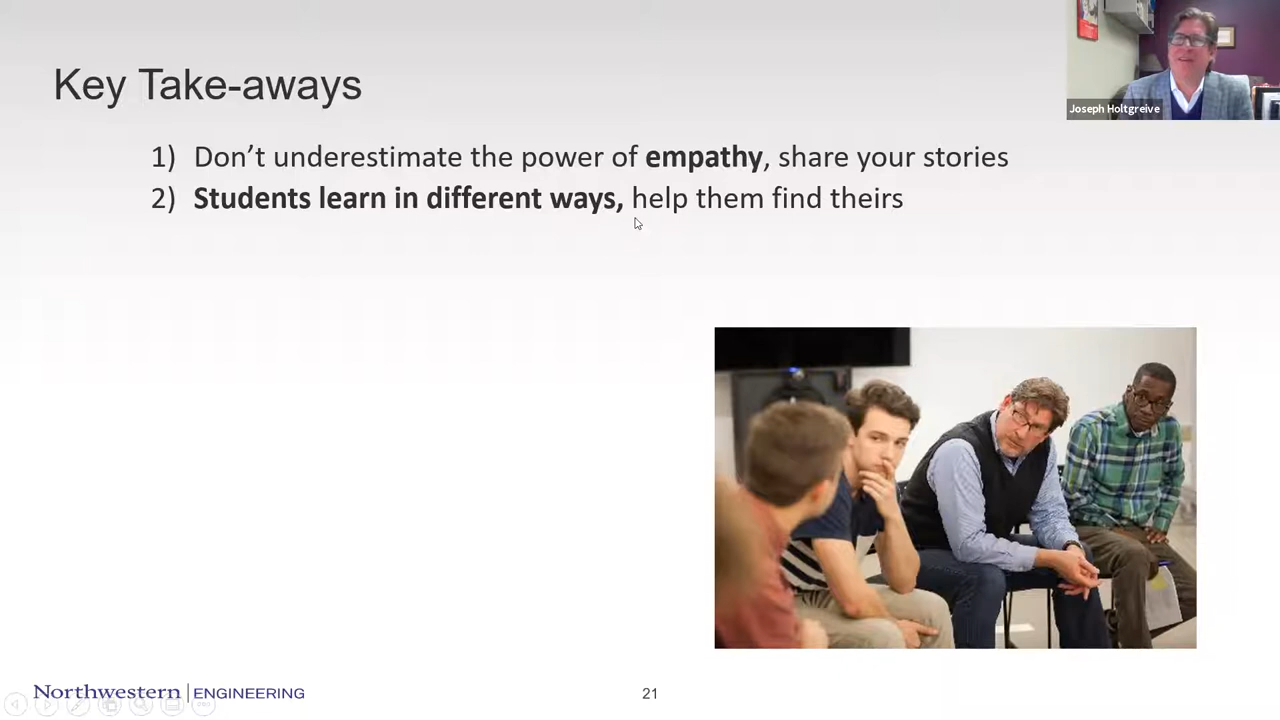 Key Take-aways
Joseph Holtgreive
1) Don’t underestimate the power of empathy, share your stories
2) Students learn in different ways, help them find theirs
Northwestern | ENGINEERING
21